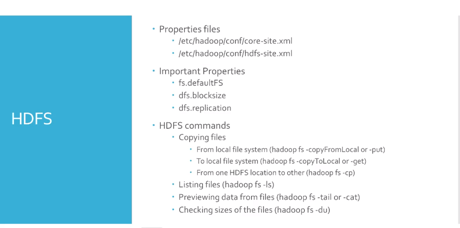 HDFS
• Properties files
• /etc/hadoop/conf/core-site.xml
• /etc/hadoop/conf/hdfs-site.xml
• Important Properties
• fs.defaultFS
• dfs.blocksize
• dfs.replication
• HDFS commands
• Copying files
• From local file system (hadoop fs -copyFromLocal or -put)
• To local file system (hadoop fs -copyToLocal or -get)
• From one HDFS location to other (hadoop fs -cp)
• Listing files (hadoop fs -ls)
• Previewing data from files (hadoop fs -tail or -cat)
• Checking sizes of the files (hadoop fs -du)